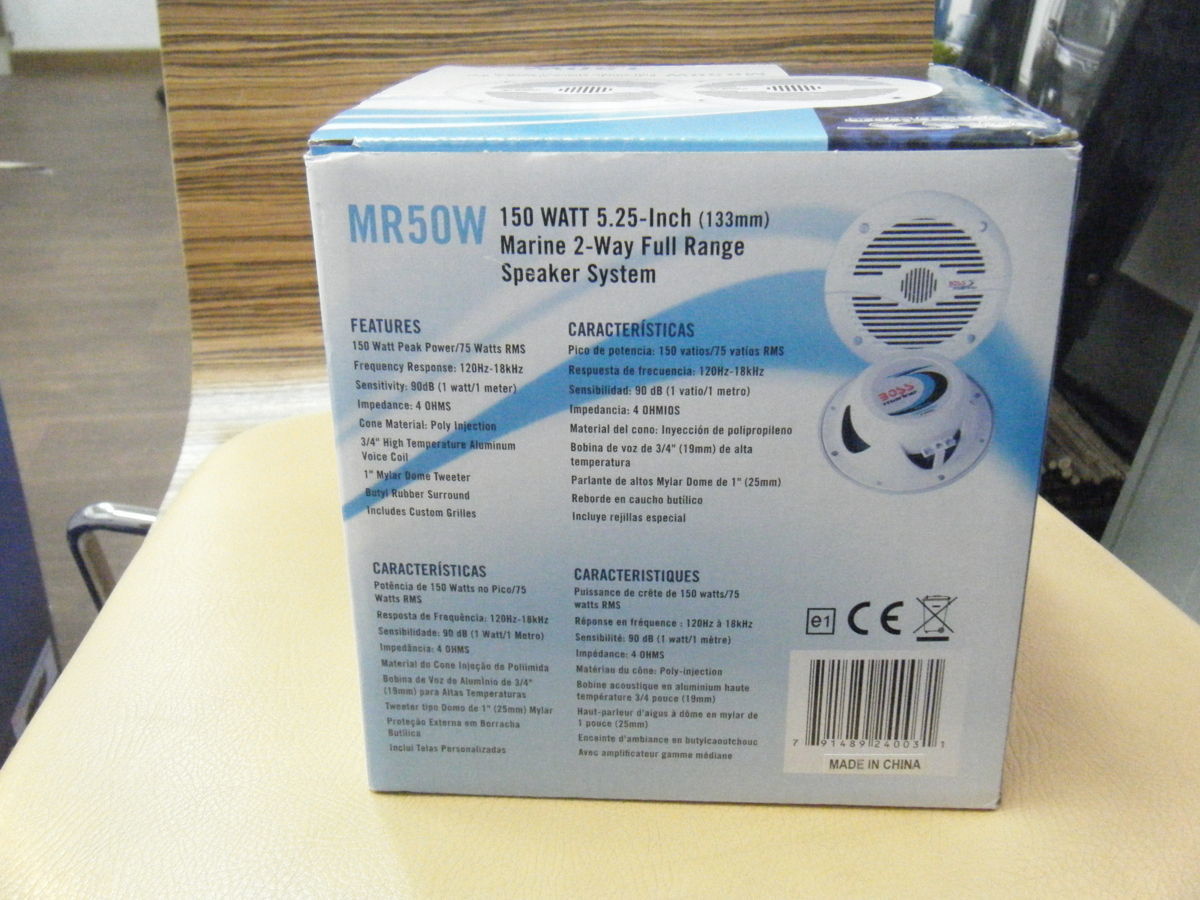 MR50W
150 WATT 5.25-Inch (133mm)
Marine 2-Way Full Range
Speaker System
FEATURES
150 Watt Peak Power/75 Watts RMS
Frequency Response: 120Hz-18kHz
Sensitivity: 90dB (1 watt/1 meter)
Impedance: 4 OHMS
Cone Material: Poly Injection
3/4" High Temperature Aluminum
Voice Coil
1" Mylar Dome Tweeter
Butyl Rubber Surround
Includes Custom Grilles
CARACTERÍSTICAS
Pico de potencia: 150 vatios/75 vatios RMS
Respuesta de frecuencia: 120Hz-18kHz
Sensibilidad: 90 dB (1 vatio/1 metro)
Impedancia: 4 OHMIOS
Material del cono: Inyección de polipropileno
Bobina de voz de 3/4" (19mm) de alta
temperatura
Parlante de altos Mylar Dome de 1" (25mm)
Reborde en caucho butílico
Incluye rejillas especial
CARACTERÍSTICAS
Potência de 150 Watts no Pico/75
Watts RMS
Resposta de Frequência: 120Hz-18kHz
Sensibilidade: 90 dB (1 Watt/1 Metro)
Impedância: 4 OHMS
Material do Cone Injeção de Poliimida
Bobina de Voz de Alumínio de 3/4"
(19mm) para Altas Temperaturas
Tweeter tipo Domo de 1" (25mm) Mylar
Proteção Externa em Borracha
Butílica
Inclui Telas Personalizadas
CARACTERISTIQUES
Puissance de crête de 150 watts/75
watts RMS
Réponse en fréquence : 120Hz à 18kHz
Sensibilité: 90 dB (1 watt/1 mètre)
Impédance: 4 OHMS
Matériau du cône: Poly-injection
Bobine acoustique en aluminium haute
température 3/4 pouce (19mm)
Haut-parleur d'aigus à dôme en mylar de
1 pouce (25mm)
Enceinte d'ambiance en butylcaoutchouc
Avec amplificateur gamme médiane
BOSS
e1 CE
7 91489 24003 1
MADE IN CHINA